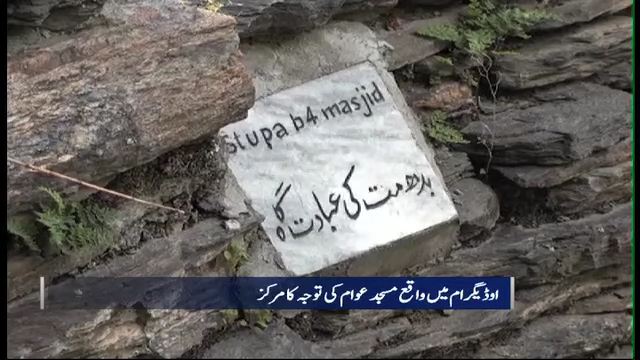 stupa b4 masjid
بدھ مت کی عبادت گاہ
اوڈیگرام میں واقع مسجد عوام کی توجہ کا مرکز